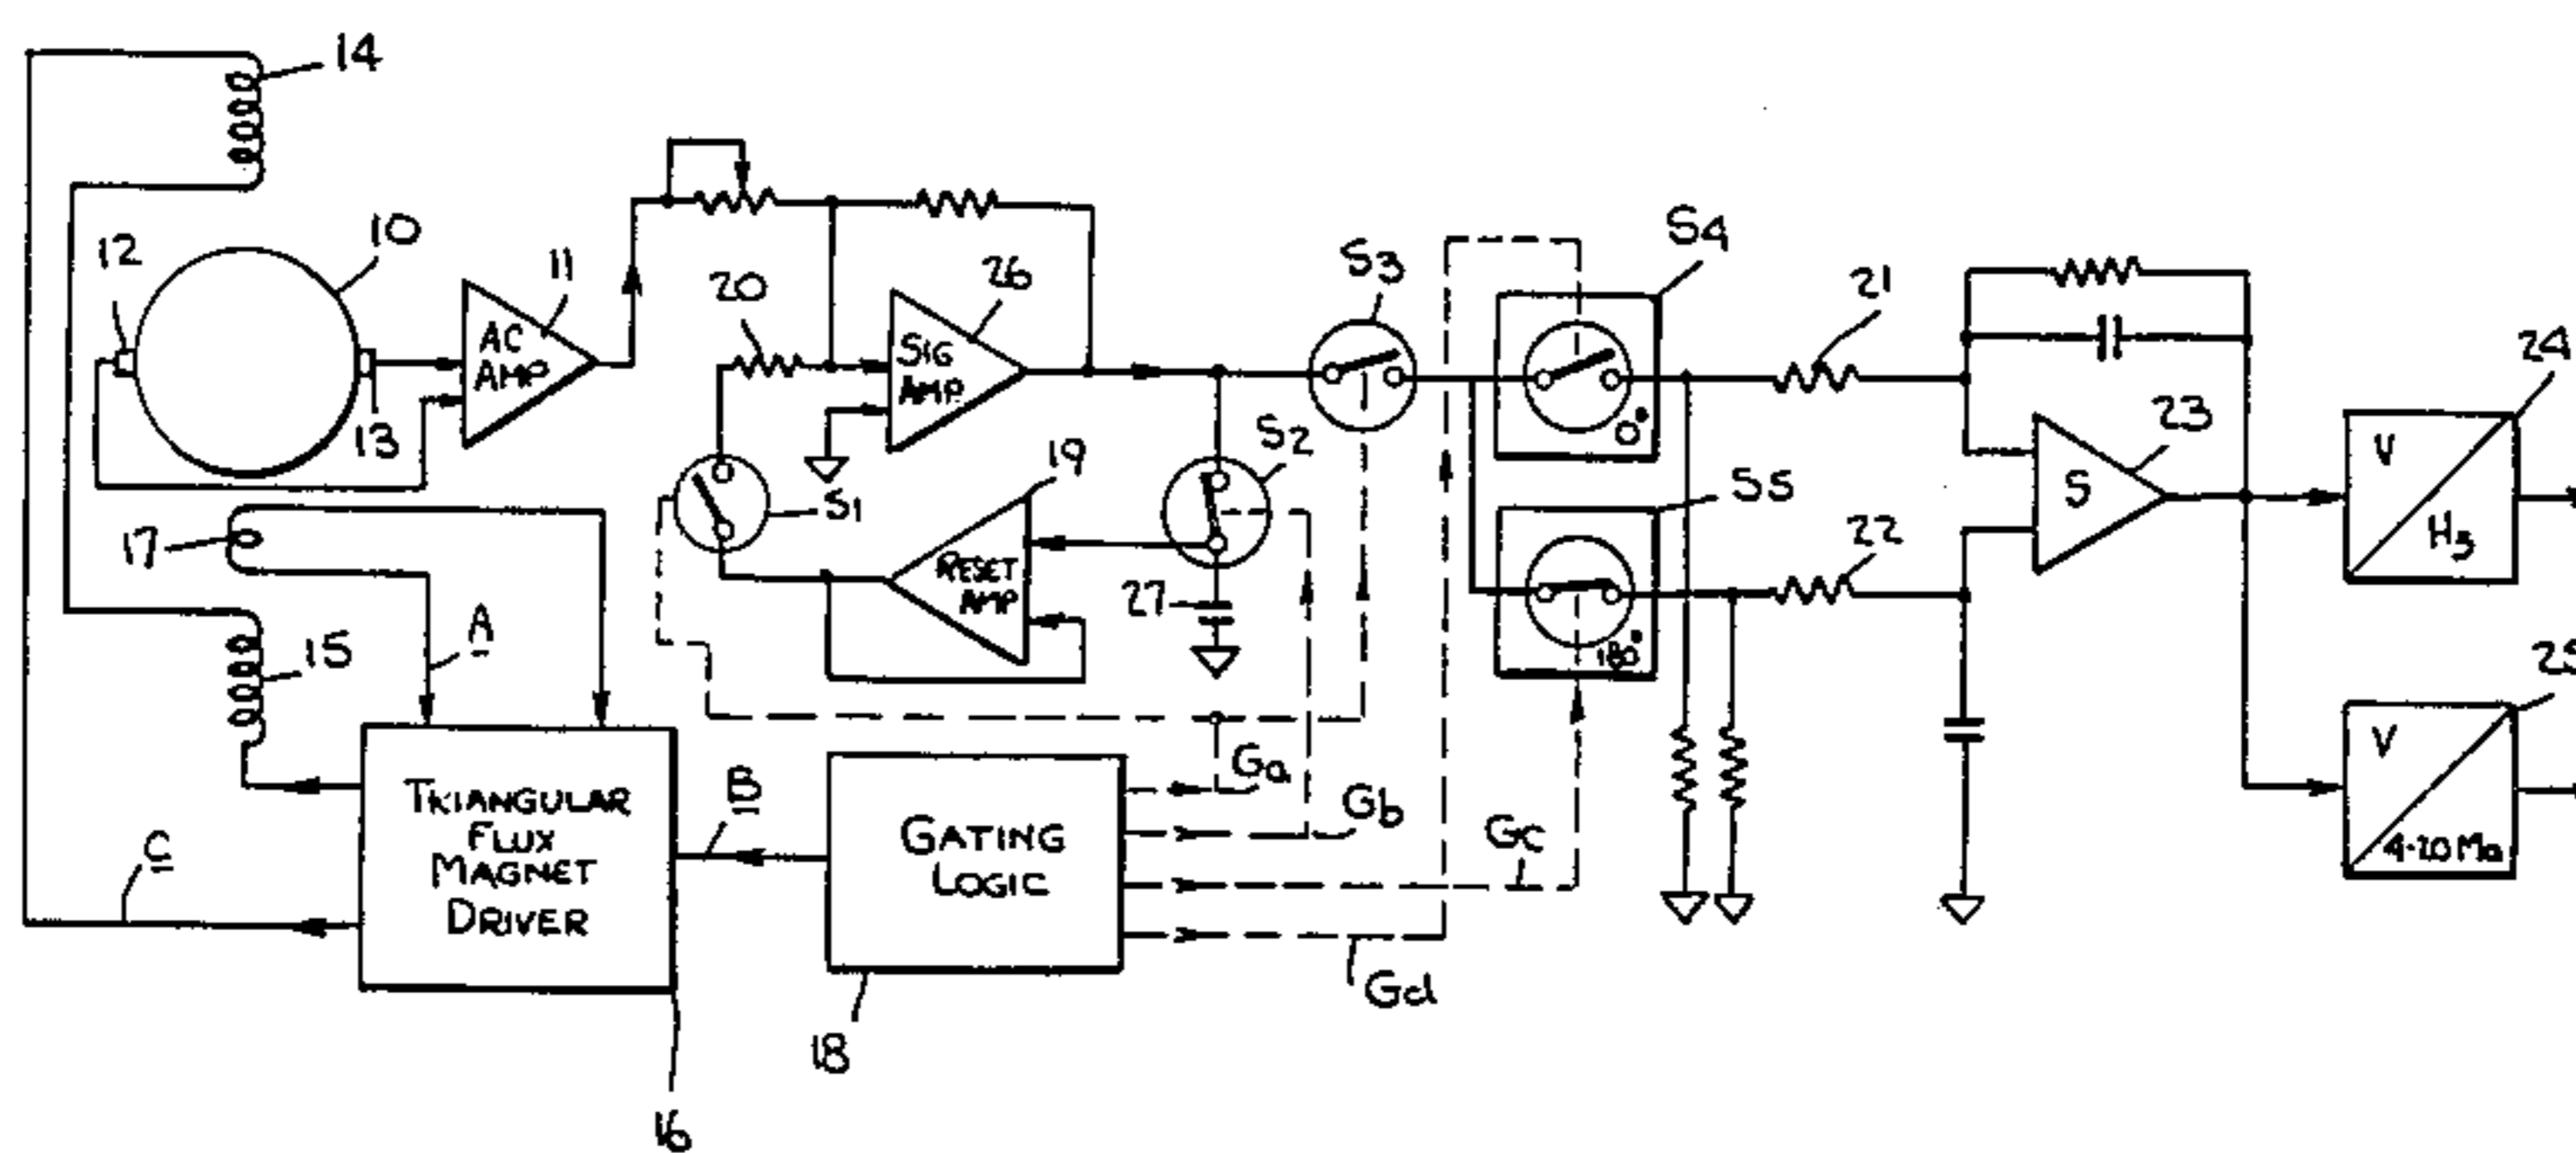 14
12
10
11
AC
AMP
13
20
26
SIG
AMP.
S3
S4
0°
21
24
V
Hz
23
S
S2
19
S1
RESET
AMP
27
S5
180°
22
17
A
15
25
V
4-20 Ma
Ga
Gb
Gc
Gd
B
C
TRIANGULAR
FLUX
MAGNET
DRIVER
GATING
LOGIC
18
16